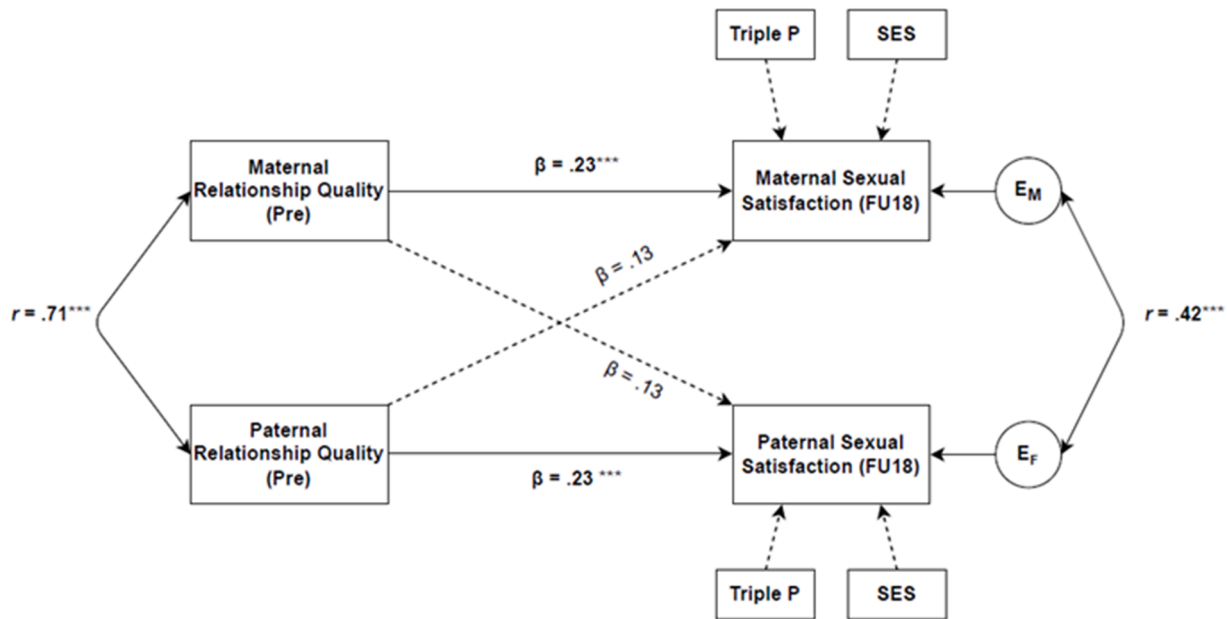 Triple P
SES
Maternal
Relationship Quality
(Pre)
β = .23***
Maternal Sexual
Satisfaction (FU18)
E_M
β = .13
r = .71***
r = .42***
β = .13
Paternal
Relationship Quality
(Pre)
β = .23 ***
Paternal Sexual
Satisfaction (FU18)
E_F
Triple P
SES